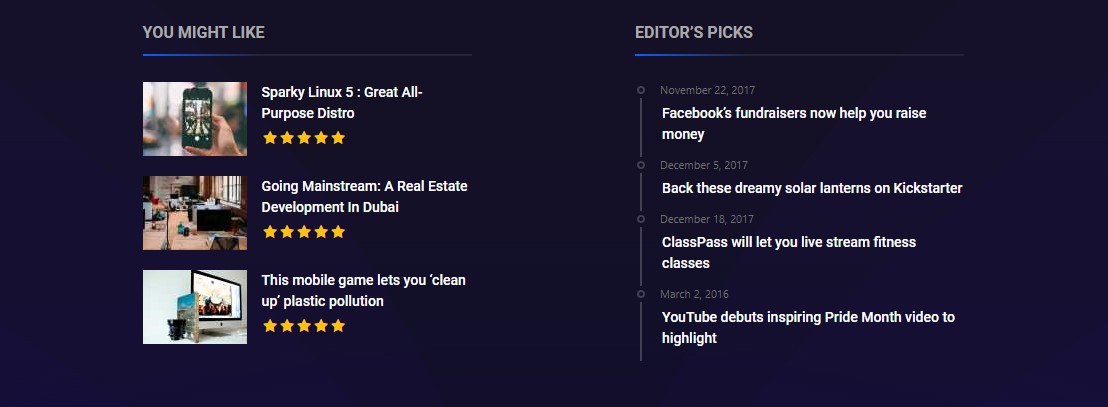 YOU MIGHT LIKE
Sparky Linux 5 : Great All-
Purpose Distro
Going Mainstream: A Real Estate
Development In Dubai
This mobile game lets you ‘clean
up’ plastic pollution
EDITOR’S PICKS
November 22, 2017
Facebook’s fundraisers now help you raise
money
December 5, 2017
Back these dreamy solar lanterns on Kickstarter
December 18, 2017
ClassPass will let you live stream fitness
classes
March 2, 2016
YouTube debuts inspiring Pride Month video to
highlight